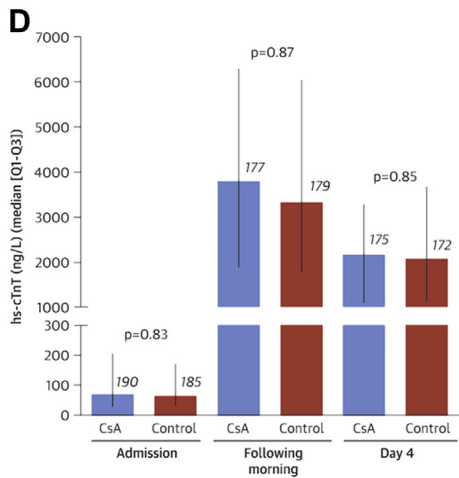 D
hs-cTnT (ng/L) (median [Q1-Q3])
7000
6000
5000
4000
3000
2000
1000
300
200
100
0
p=0.83
190
185
p=0.87
177
179
p=0.85
175
172
CsA Control CsA Control CsA Control
Admission
Following
morning
Day 4